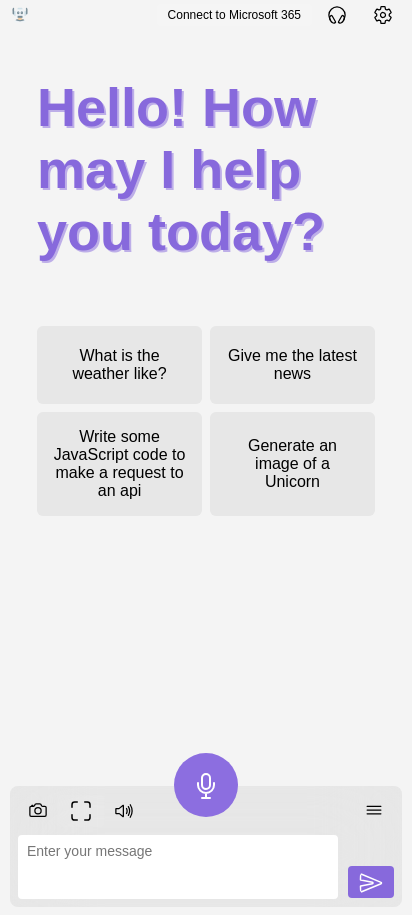 Connect to Microsoft 365
Hello! How
may I help
you today?
What is the
weather like?
Give me the latest
news
Write some
JavaScript code to
make a request to
an api
Generate an
image of a
Unicorn
Enter your message